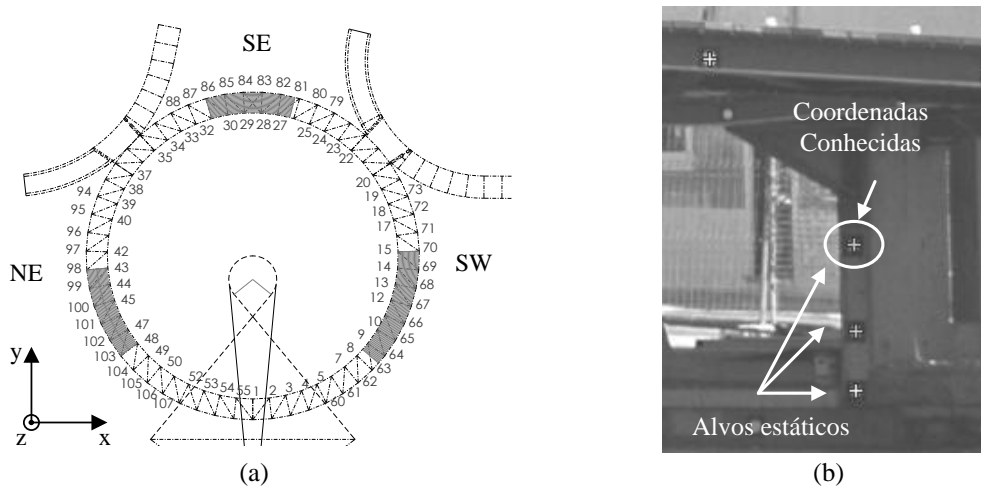 SE
86 85 84 83 82
88 87 81 80 79
32 30 29 28 27
34 33 25 24
35 23
22
37 20
94 38 19 73
95 39 18 72
40 17
96 71
97 42 15 70
NE 98 43 14 69 SW
99 44 13 68
12
100 45 67
10 66
101 47 9 65
102 48 8 64
103 49 7 63
104 50 5 62
105 52 53 54 55 1 2 3 4 61
106 60
107
y
z x
(a)
Coordenadas
Conhecidas
Alvos estáticos
(b)